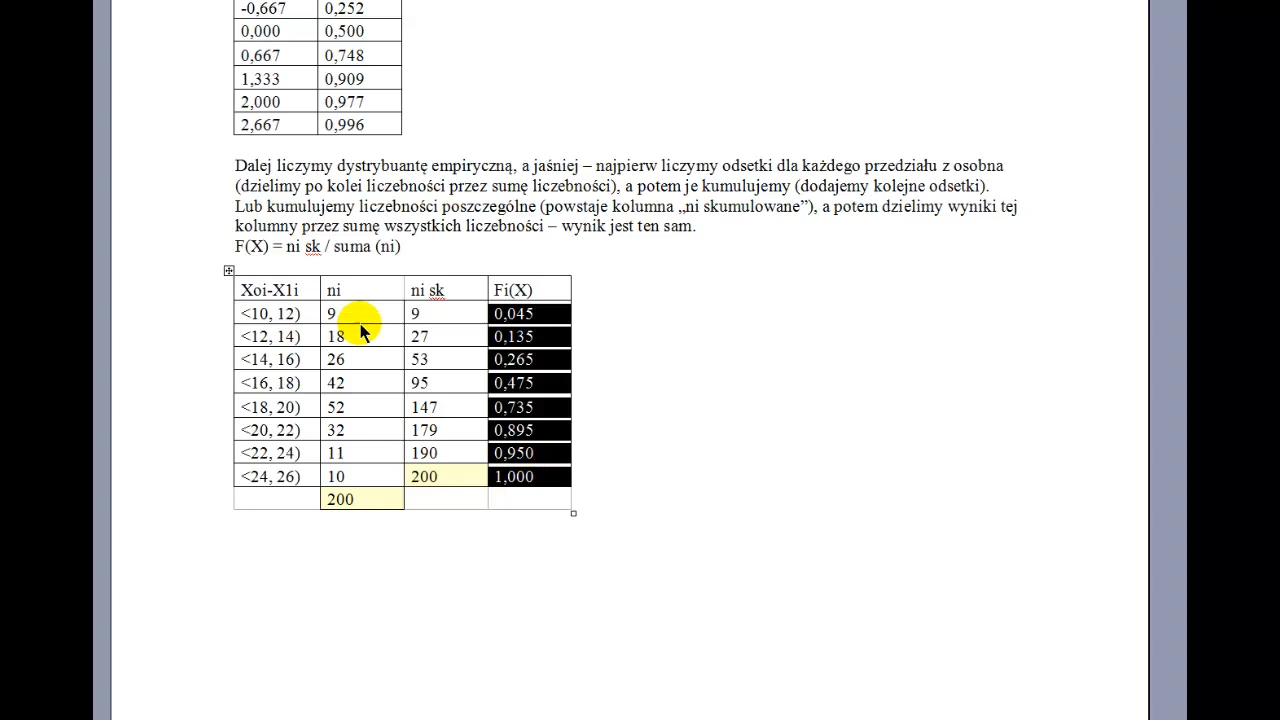 -0,667 0,252
0,000 0,500
0,667 0,748
1,333 0,909
2,000 0,977
2,667 0,996
Dalej liczymy dystrybuantę empiryczną, a jaśniej – najpierw liczymy odsetki dla każdego przedziału z osobna
(dzielimy po kolei liczebności przez sumę liczebności), a potem je kumulujemy (dodajemy kolejne odsetki).
Lub kumulujemy liczebności poszczególne (powstaje kolumna „ni skumulowane”), a potem dzielimy wyniki tej
kolumny przez sumę wszystkich liczebności – wynik jest ten sam.
F(X) = ni sk / suma (ni)
Xoi-X1i ni ni sk Fi(X)
<10, 12) 9 9 0,045
<12, 14) 18 27 0,135
<14, 16) 26 53 0,265
<16, 18) 42 95 0,475
<18, 20) 52 147 0,735
<20, 22) 32 179 0,895
<22, 24) 11 190 0,950
<24, 26) 10 200 1,000
200